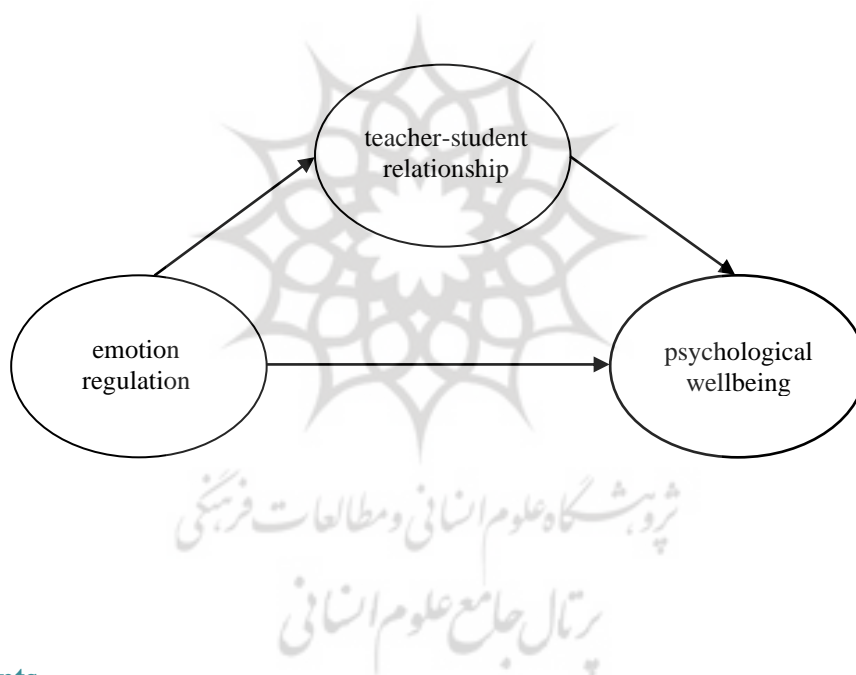 teacher-student
relationship
emotion
regulation
psychological
wellbeing
پژوهشگاه علوم انسانی و مطالعات فرهنگی
پرتال جامع علوم انسانی